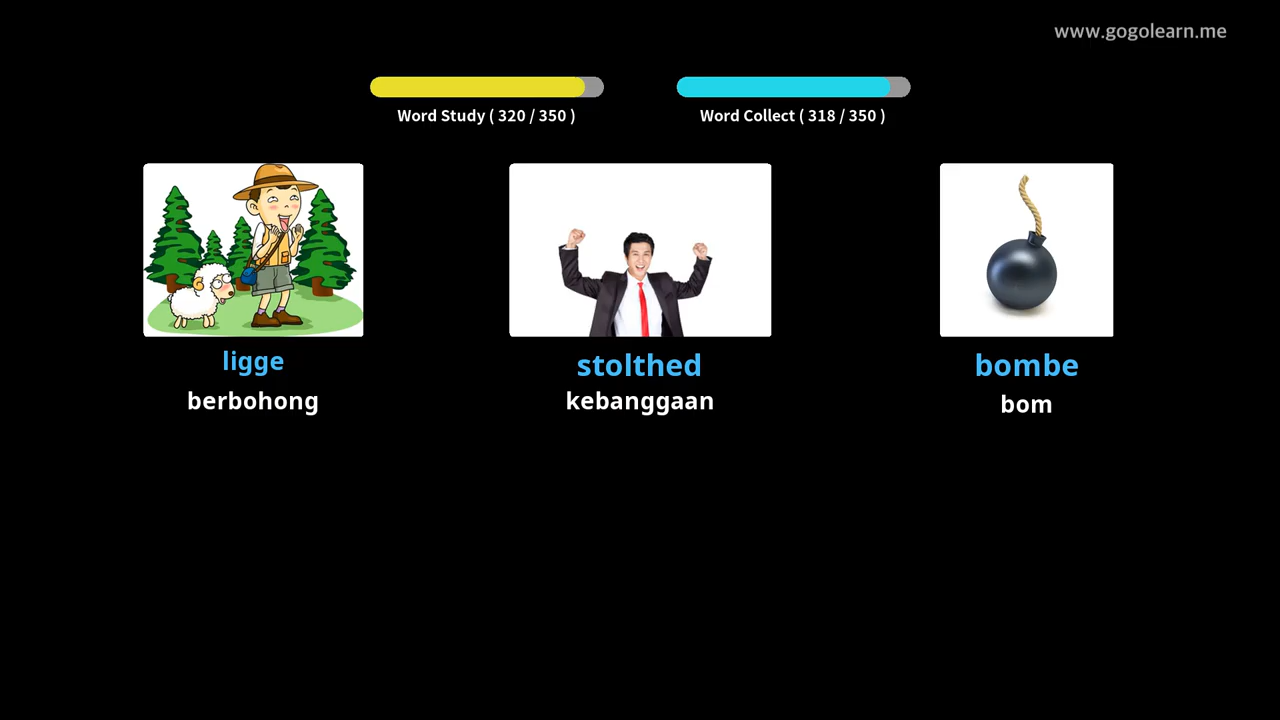 www.gogolearn.me
Word Study ( 320 / 350 )
Word Collect ( 318 / 350 )
ligge
berbohong
stolthed
kebanggaan
bombe
bom